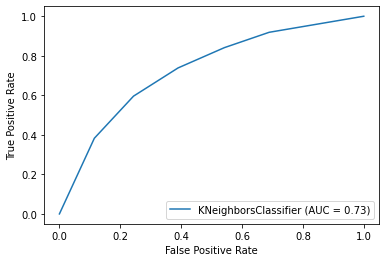 1.0
0.8
0.6
0.4
0.2
0.0
True Positive Rate
KNeighborsClassifier (AUC = 0.73)
0.0 0.2 0.4 0.6 0.8 1.0
False Positive Rate